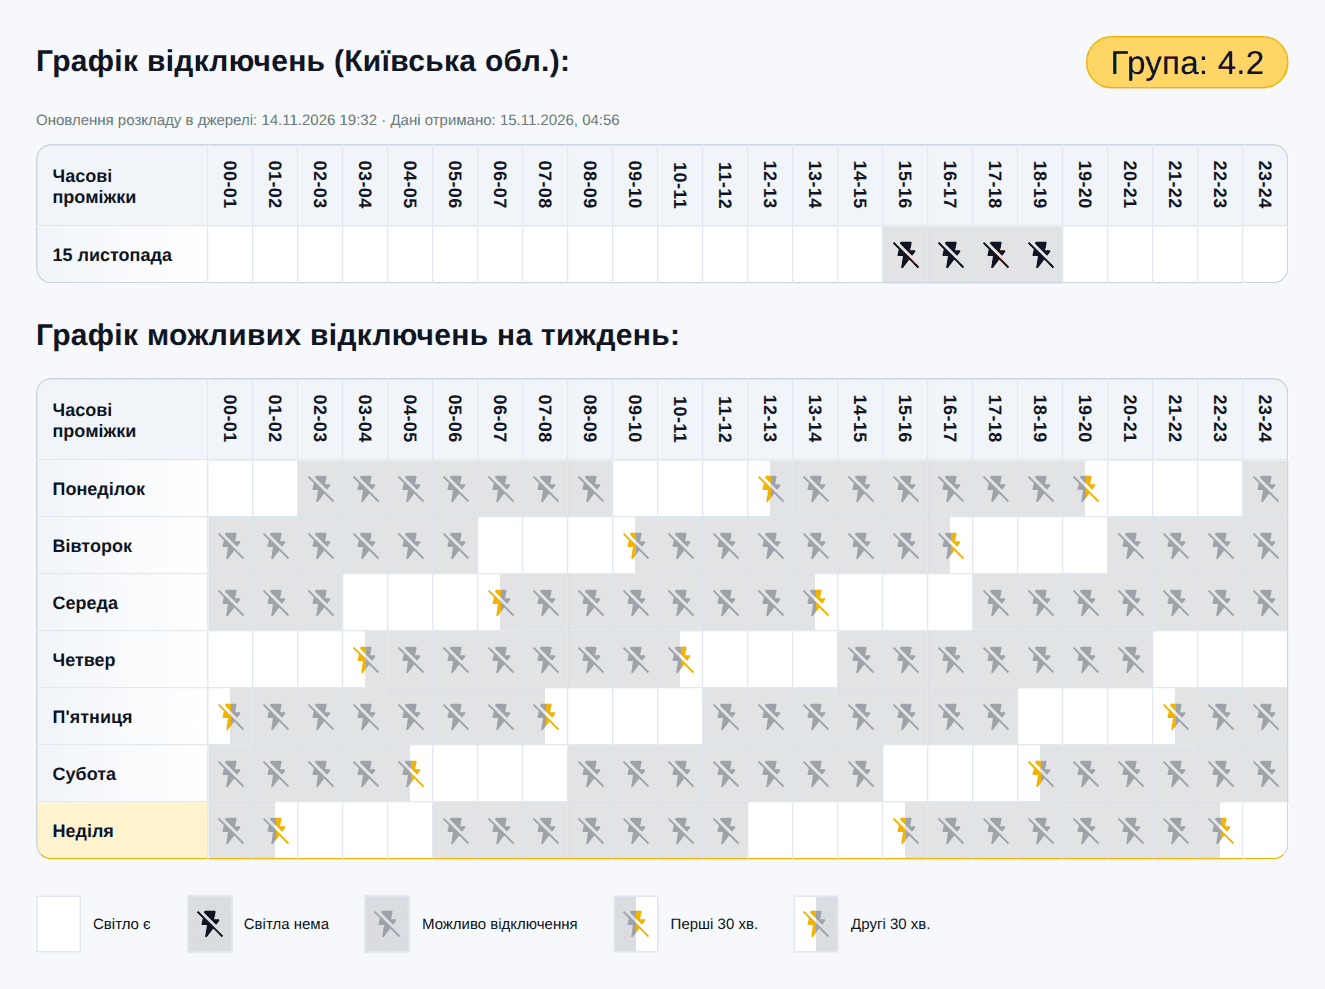 Графік відключень (Київська обл.):
Група: 4.2
Оновлення розкладу в джерелі: 14.11.2026 19:32 · Дані отримано: 15.11.2026, 04:56
Часові проміжки 00-01 01-02 02-03 03-04 04-05 05-06 06-07 07-08 08-09 09-10 10-11 11-12 12-13 13-14 14-15 15-16 16-17 17-18 18-19 19-20 20-21 21-22 22-23 23-24
15 листопада
Графік можливих відключень на тиждень:
Часові проміжки 00-01 01-02 02-03 03-04 04-05 05-06 06-07 07-08 08-09 09-10 10-11 11-12 12-13 13-14 14-15 15-16 16-17 17-18 18-19 19-20 20-21 21-22 22-23 23-24
Понеділок
Вівторок
Середа
Четвер
П'ятниця
Субота
Неділя
Світло є Світла нема Можливо відключення Перші 30 хв. Другі 30 хв.